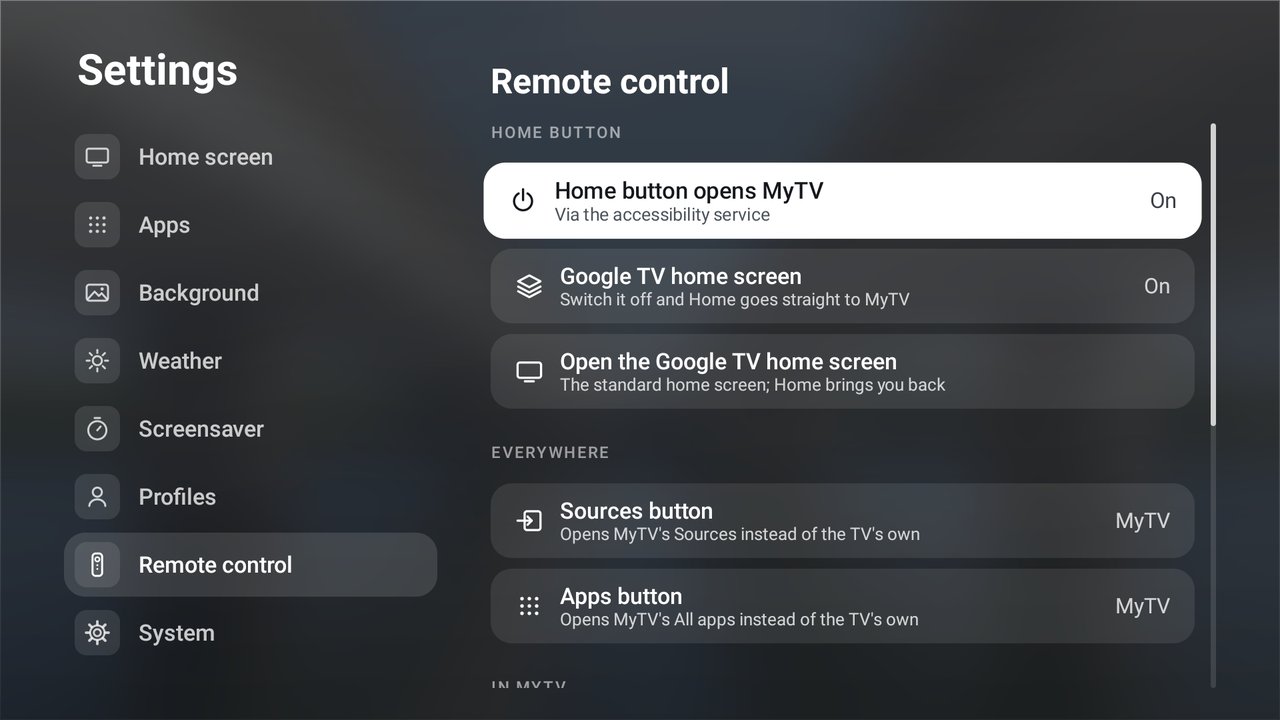 Settings
Home screen
Apps
Background
Weather
Screensaver
Profiles
Remote control
System
Remote control
HOME BUTTON
Home button opens MyTV
Via the accessibility service
On
Google TV home screen
Switch it off and Home goes straight to MyTV
On
Open the Google TV home screen
The standard home screen; Home brings you back
EVERYWHERE
Sources button
Opens MyTV's Sources instead of the TV's own
MyTV
Apps button
Opens MyTV's All apps instead of the TV's own
MyTV
IN MYTV